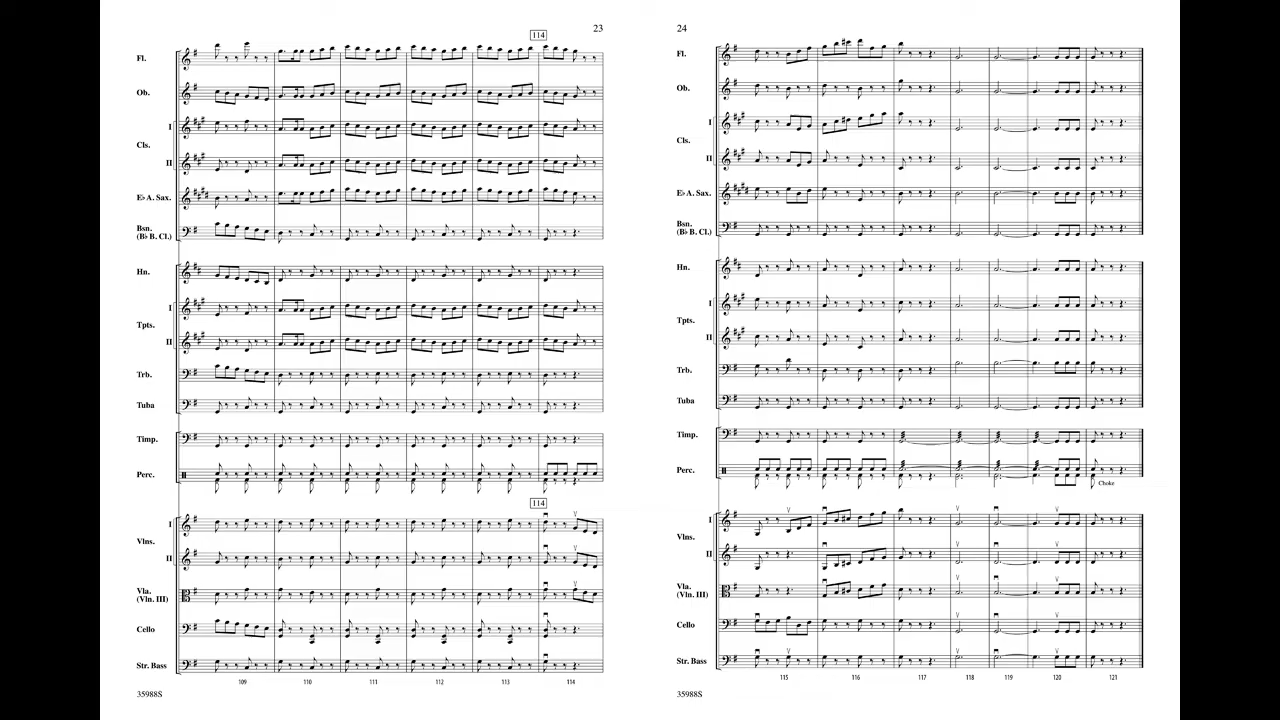 23
114
Fl.
Ob.
I
Cls.
II
E♭ A. Sax.
Bsn.
(B♭ B. Cl.)
Hn.
I
Tpts.
II
Trb.
Tuba
Timp.
Perc.
114
I
Vlns.
II
Vla.
(Vln. III)
Cello
Str. Bass
109 110 111 112 113 114
35988S
24
Fl.
Ob.
I
Cls.
II
E♭ A. Sax.
Bsn.
(B♭ B. Cl.)
Hn.
I
Tpts.
II
Trb.
Tuba
Timp.
Perc.
Choke
I
Vlns.
II
Vla.
(Vln. III)
Cello
Str. Bass
115 116 117 118 119 120 121
35988S